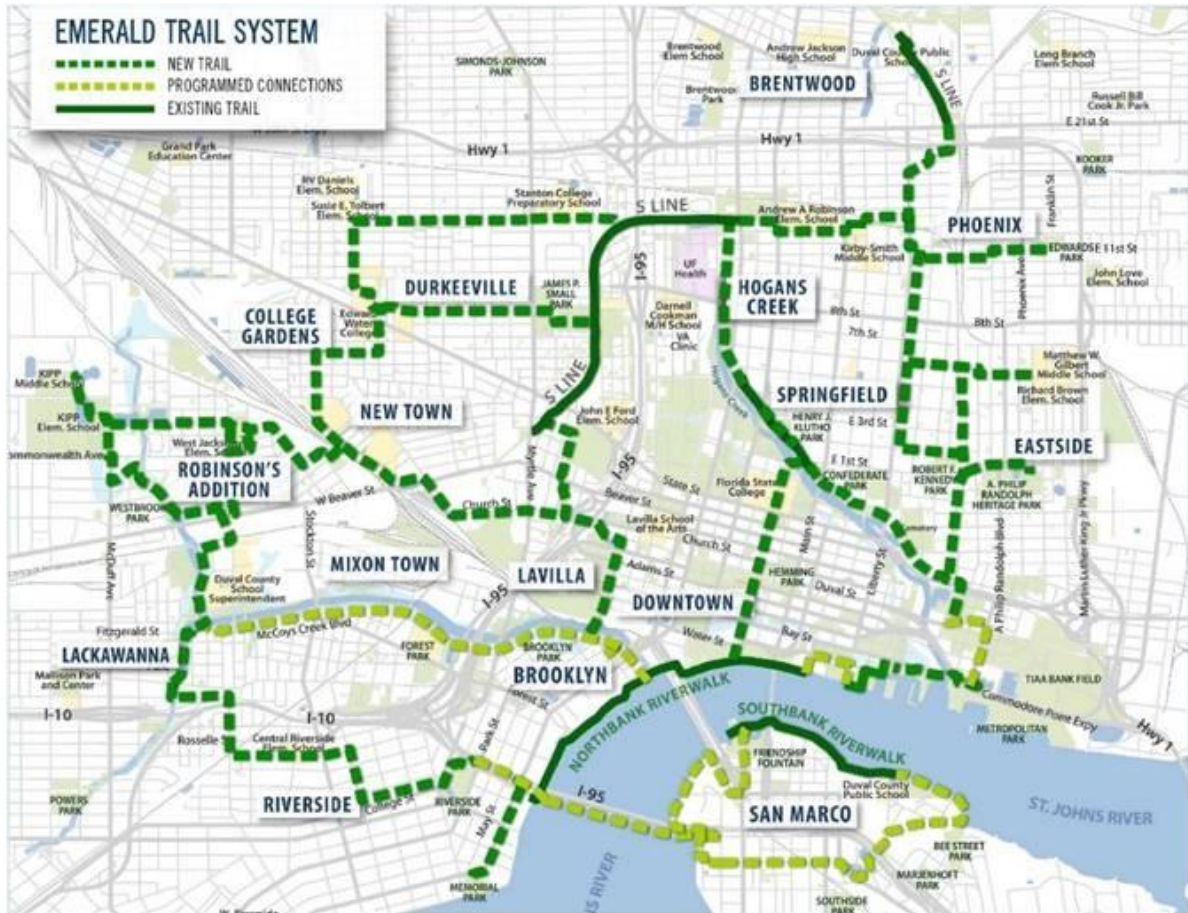 EMERALD TRAIL SYSTEM
NEW TRAIL
PROGRAMMED CONNECTIONS
EXISTING TRAIL
SIMONDS-JOHNSON
PARK
Brentwood
Elem School
Andrew Jackson
High School
Duval County Public
School
Long Branch
Elem School
BRENTWOOD
Brentwood
Park
S LINE
Russell Bill
Cook Jr. Park
E 21st St
Grand Park
Education Center
Hwy 1
Hwy 1
KOOKER
PARK
RV Daniels
Elem. School
Susie E. Tolbert
Elem. School
Stanton College
Preparatory School
S LINE
Andrew A Robinson
Elem. School
PHOENIX
Franklin St
Kirby-Smith
Middle School
EDWARDS
PARK
E 11st St
I-95
UF
Health
DURKEEVILLE
JAMES P.
SMALL
PARK
HOGANS
CREEK
Phoenix Ave
John Love
Elem. School
COLLEGE
GARDENS
Edward
Water
College
Darnell
Cookman
M/H School
VA
Clinic
8th St
7th St
8th St
KIPP
Middle School
S LINE
Hogans Creek
SPRINGFIELD
Matthew W.
Gilbert
Middle School
Richard Brown
Elem. School
NEW TOWN
John E Ford
Elem. School
HENRY J.
KLUTHO
PARK
E 3rd St
KIPP
Elem. School
ommonwealth Ave
West Jacks
Elem. School
ROBINSON'S
ADDITION
Myrtle Ave
I-95
E 1st St
EASTSIDE
W Beaver St
State St
Florida State
College
CONFEDERATE
PARK
ROBERT F.
KENNEDY
PARK
A. PHILIP
RANDOLPH
HERITAGE PARK
WESTBROOK
PARK
Church St
Beaver St
Stockton St
Lavilla School
of the Arts
Church St
Main St
Cemetery
McDuff Ave
MIXON TOWN
LAVILLA
Adams St
HEMMING
PARK
Liberty St
A Philip Randolph Blvd
Martin Luther King Jr Pkwy
Duval County
School
Superintendent
I-95
DOWNTOWN
Duval St
Fitzgerald St
McCoys Creek Blvd
Water St
Bay St
LACKAWANNA
FOREST
PARK
BROOKLYN
PARK
BROOKLYN
Mallison Park
and Center
TIAA BANK FIELD
Forest St
Commodore Point Expy
I-10
I-10
NORTHBANK RIVERWALK
SOUTHBANK RIVERWALK
METROPOLITAN
PARK
Hwy 1
Rosselle St
Central Riverside
Elem. School
Park St
FRIENDSHIP
FOUNTAIN
Duval County
Public School
POWERS
PARK
RIVERSIDE
College St
RIVERSIDE
PARK
May St
I-95
SAN MARCO
ST. JOHNS RIVER
BEE STREET
PARK
MEMORIAL
PARK
NS RIVER
MARJENHOFT
PARK
SOUTHSIDE
PARK